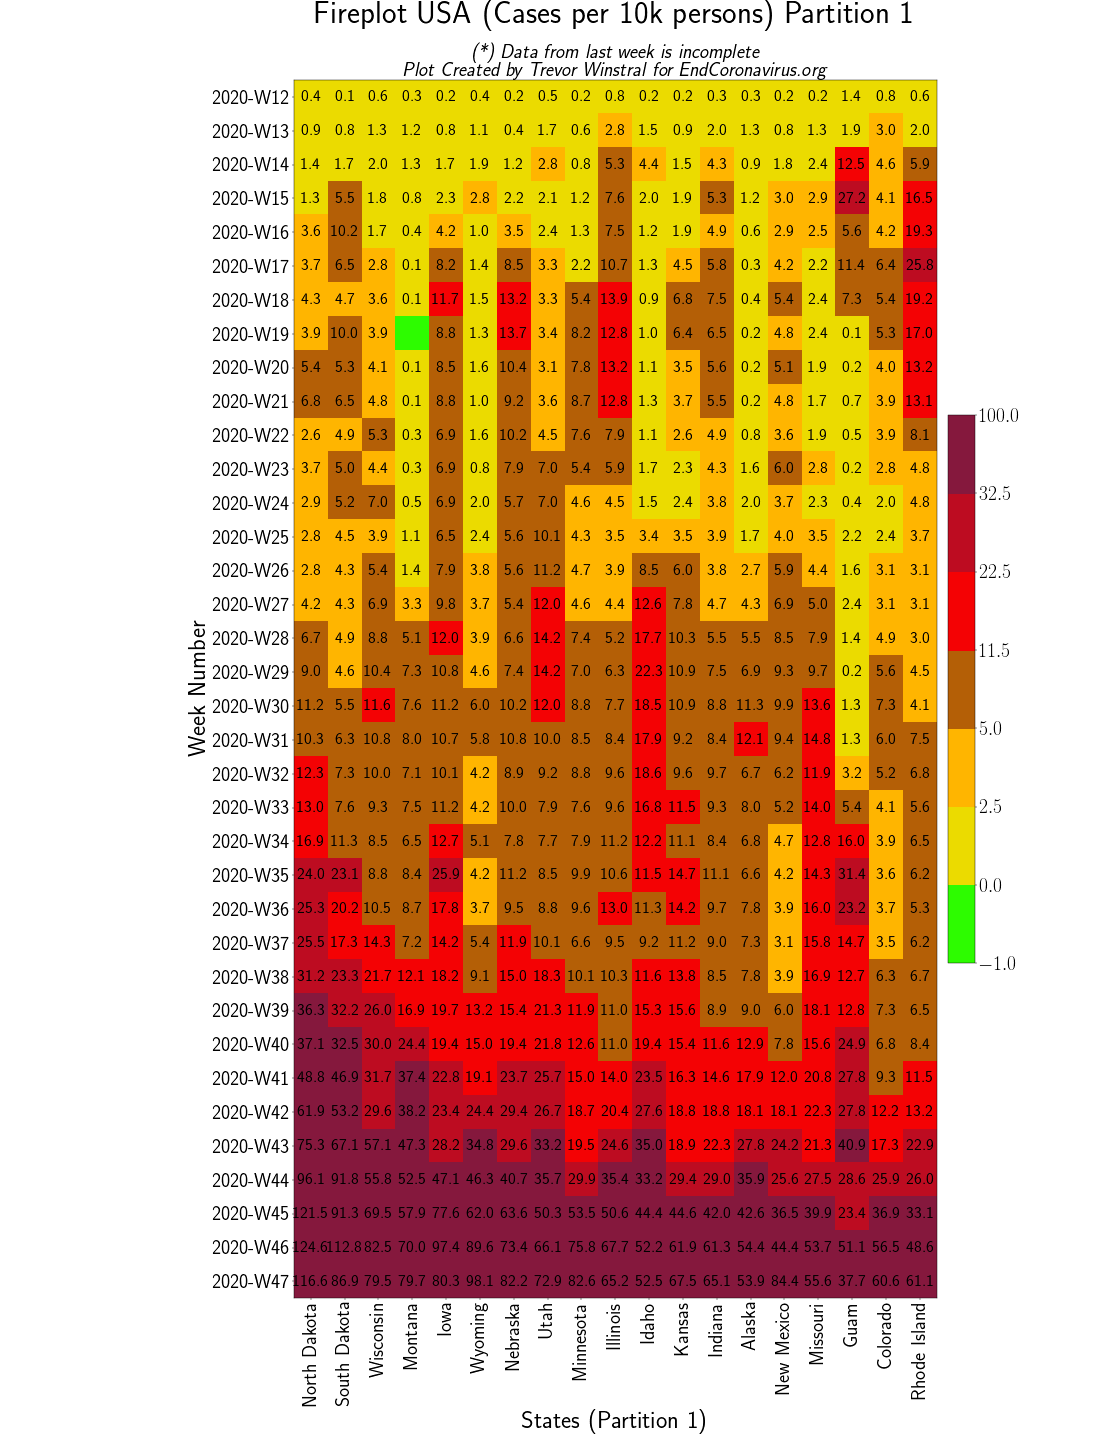 Fireplot USA (Cases per 10k persons) Partition 1
(*) Data from last week is incomplete
Plot Created by Trevor Winstral for EndCoronavirus.org
2020-W12 0.4 0.1 0.6 0.3 0.2 0.4 0.2 0.5 0.2 0.8 0.2 0.2 0.3 0.3 0.2 0.2 1.4 0.8 0.6
2020-W13 0.9 0.8 1.3 1.2 0.8 1.1 0.4 1.7 0.6 2.8 1.5 0.9 2.0 1.3 0.8 1.3 1.9 3.0 2.0
2020-W14 1.4 1.7 2.0 1.3 1.7 1.9 1.2 2.8 0.8 5.3 4.4 1.5 4.3 0.9 1.8 2.4 12.5 4.6 5.9
2020-W15 1.3 5.5 1.8 0.8 2.3 2.8 2.2 2.1 1.2 7.6 2.0 1.9 5.3 1.2 3.0 2.9 27.2 4.1 16.5
2020-W16 3.6 10.2 1.7 0.4 4.2 1.0 3.5 2.4 1.3 7.5 1.2 1.9 4.9 0.6 2.9 2.5 5.6 4.2 19.3
2020-W17 3.7 6.5 2.8 0.1 8.2 1.4 8.5 3.3 2.2 10.7 1.3 4.5 5.8 0.3 4.2 2.2 11.4 6.4 25.8
2020-W18 4.3 4.7 3.6 0.1 11.7 1.5 13.2 3.3 5.4 13.9 0.9 6.8 7.5 0.4 5.4 2.4 7.3 5.4 19.2
2020-W19 3.9 10.0 3.9 8.8 1.3 13.7 3.4 8.2 12.8 1.0 6.4 6.5 0.2 4.8 2.4 0.1 5.3 17.0
2020-W20 5.4 5.3 4.1 0.1 8.5 1.6 10.4 3.1 7.8 13.2 1.1 3.5 5.6 0.2 5.1 1.9 0.2 4.0 13.2
2020-W21 6.8 6.5 4.8 0.1 8.8 1.0 9.2 3.6 8.7 12.8 1.3 3.7 5.5 0.2 4.8 1.7 0.7 3.9 13.1
2020-W22 2.6 4.9 5.3 0.3 6.9 1.6 10.2 4.5 7.6 7.9 1.1 2.6 4.9 0.8 3.6 1.9 0.5 3.9 8.1
2020-W23 3.7 5.0 4.4 0.3 6.9 0.8 7.9 7.0 5.4 5.9 1.7 2.3 4.3 1.6 6.0 2.8 0.2 2.8 4.8
2020-W24 2.9 5.2 7.0 0.5 6.9 2.0 5.7 7.0 4.6 4.5 1.5 2.4 3.8 2.0 3.7 2.3 0.4 2.0 4.8
2020-W25 2.8 4.5 3.9 1.1 6.5 2.4 5.6 10.1 4.3 3.5 3.4 3.5 3.9 1.7 4.0 3.5 2.2 2.4 3.7
2020-W26 2.8 4.3 5.4 1.4 7.9 3.8 5.6 11.2 4.7 3.9 8.5 6.0 3.8 2.7 5.9 4.4 1.6 3.1 3.1
2020-W27 4.2 4.3 6.9 3.3 9.8 3.7 5.4 12.0 4.6 4.4 12.6 7.8 4.7 4.3 6.9 5.0 2.4 3.1 3.1
2020-W28 6.7 4.9 8.8 5.1 12.0 3.9 6.6 14.2 7.4 5.2 17.7 10.3 5.5 5.5 8.5 7.9 1.4 4.9 3.0
2020-W29 9.0 4.6 10.4 7.3 10.8 4.6 7.4 14.2 7.0 6.3 22.3 10.9 7.5 6.9 9.3 9.7 0.2 5.6 4.5
2020-W30 11.2 5.5 11.6 7.6 11.2 6.0 10.2 12.0 8.8 7.7 18.5 10.9 8.8 11.3 9.9 13.6 1.3 7.3 4.1
2020-W31 10.3 6.3 10.8 8.0 10.7 5.8 10.8 10.0 8.5 8.4 17.9 9.2 8.4 12.1 9.4 14.8 1.3 6.0 7.5
2020-W32 12.3 7.3 10.0 7.1 10.1 4.2 8.9 9.2 8.8 9.6 18.6 9.6 9.7 6.7 6.2 11.9 3.2 5.2 6.8
2020-W33 13.0 7.6 9.3 7.5 11.2 4.2 10.0 7.9 7.6 9.6 16.8 11.5 9.3 8.0 5.2 14.0 5.4 4.1 5.6
2020-W34 16.9 11.3 8.5 6.5 12.7 5.1 7.8 7.7 7.9 11.2 12.2 11.1 8.4 6.8 4.7 12.8 16.0 3.9 6.5
2020-W35 24.0 23.1 8.8 8.4 25.9 4.2 11.2 8.5 9.9 10.6 11.5 14.7 11.1 6.6 4.2 14.3 31.4 3.6 6.2
2020-W36 25.3 20.2 10.5 8.7 17.8 3.7 9.5 8.8 9.6 13.0 11.3 14.2 9.7 7.8 3.9 16.0 23.2 3.7 5.3
2020-W37 25.5 17.3 14.3 7.2 14.2 5.4 11.9 10.1 6.6 9.5 9.2 11.2 9.0 7.3 3.1 15.8 14.7 3.5 6.2
2020-W38 31.2 23.3 21.7 12.1 18.2 9.1 15.0 18.3 10.1 10.3 11.6 13.8 8.5 7.8 3.9 16.9 12.7 6.3 6.7
2020-W39 36.3 32.2 26.0 16.9 19.7 13.2 15.4 21.3 11.9 11.0 15.3 15.6 8.9 9.0 6.0 18.1 12.8 7.3 6.5
2020-W40 37.1 32.5 30.0 24.4 19.4 15.0 19.4 21.8 12.6 11.0 19.4 15.4 11.6 12.9 7.8 15.6 24.9 6.8 8.4
2020-W41 48.8 46.9 31.7 37.4 22.8 19.1 23.7 25.7 15.0 14.0 23.5 16.3 14.6 17.9 12.0 20.8 27.8 9.3 11.5
2020-W42 61.9 53.2 29.6 38.2 23.4 24.4 29.4 26.7 18.7 20.4 27.6 18.8 18.8 18.1 18.1 22.3 27.8 12.2 13.2
2020-W43 75.3 67.1 57.1 47.3 28.2 34.8 29.6 33.2 19.5 24.6 35.0 18.9 22.3 27.8 24.2 21.3 40.9 17.3 22.9
2020-W44 96.1 91.8 55.8 52.5 47.1 46.3 40.7 35.7 29.9 35.4 33.2 29.4 29.0 35.9 25.6 27.5 28.6 25.9 26.0
2020-W45 121.5 91.3 69.5 57.9 77.6 62.0 63.6 50.3 53.5 50.6 44.4 44.6 42.0 42.6 36.5 39.9 23.4 36.9 33.1
2020-W46 124.6 112.8 82.5 70.0 97.4 89.6 73.4 66.1 75.8 67.7 52.2 61.9 61.3 54.4 44.4 53.7 51.1 56.5 48.6
2020-W47 116.6 86.9 79.5 79.7 80.3 98.1 82.2 72.9 82.6 65.2 52.5 67.5 65.1 53.9 84.4 55.6 37.7 60.6 61.1
Week Number
North Dakota
South Dakota
Wisconsin
Montana
Iowa
Wyoming
Nebraska
Utah
Minnesota
Illinois
Idaho
Kansas
Indiana
Alaska
New Mexico
Missouri
Guam
Colorado
Rhode Island
States (Partition 1)
100.0
32.5
22.5
11.5
5.0
2.5
0.0
−1.0